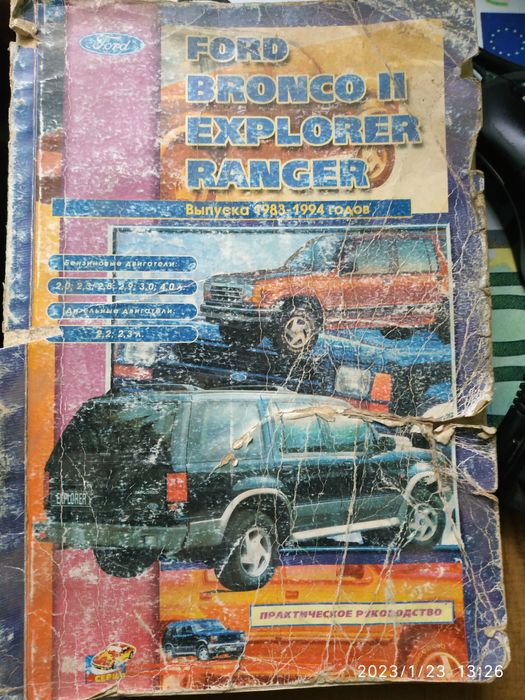 Ford
FORD
BRONCO II
EXPLORER
RANGER
Выпуска 1983-1994 годов
Бензиновые двигатели:
2,0; 2,3; 2,8; 2,9; 3,0; 4,0 л.
Дизельные двигатели:
2,2; 2,3 л.
EXPLORER
ПРАКТИЧЕСКОЕ РУКОВОДСТВО
СЕРИЯ
2023/1/23 13:26